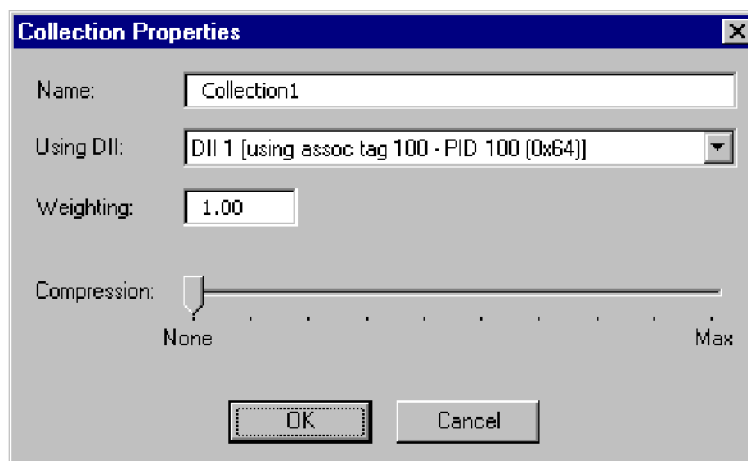 Collection Properties
Name: Collection1
Using DII: DII 1 [using assoc tag 100 - PID 100 (0x64)]
Weighting: 1.00
Compression:
None Max
OK Cancel